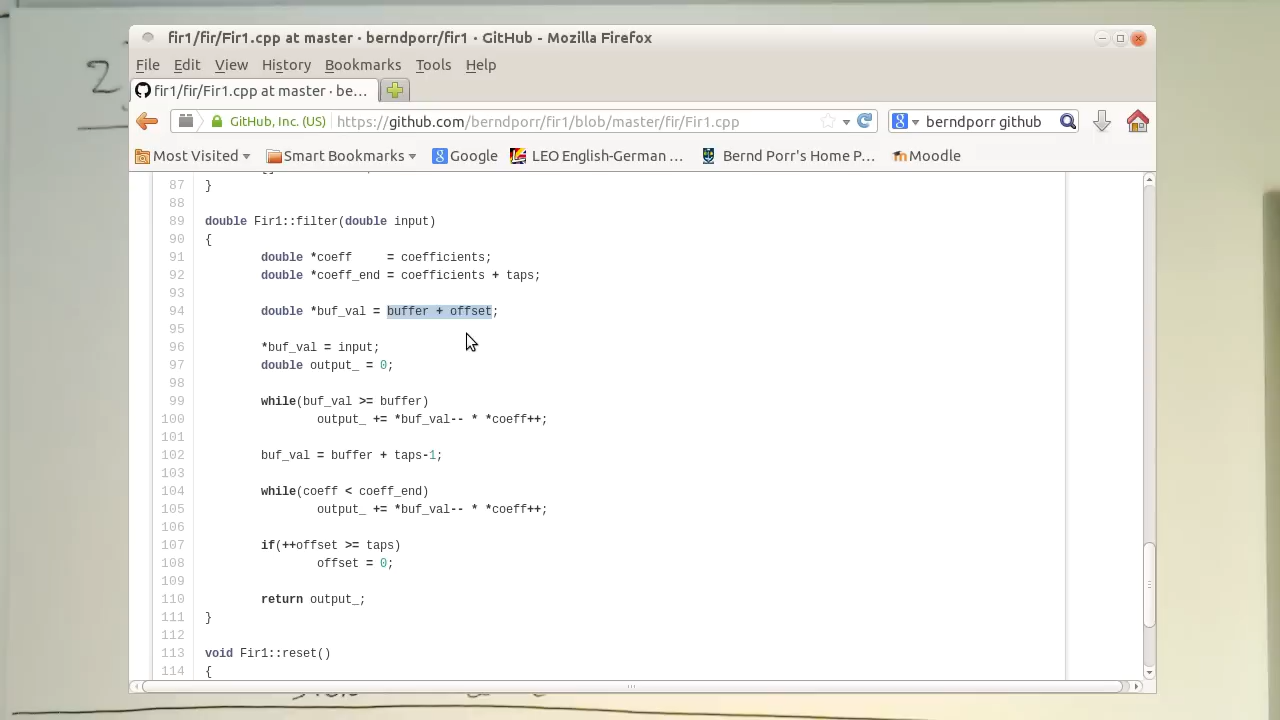 2
fir1/fir/Fir1.cpp at master · berndporr/fir1 · GitHub - Mozilla Firefox
File Edit View History Bookmarks Tools Help
fir1/fir/Fir1.cpp at master · be...
GitHub, Inc. (US) https://github.com/berndporr/fir1/blob/master/fir/Fir1.cpp berndporr github
Most Visited Smart Bookmarks Google LEO English-German ... Bernd Porr's Home P... Moodle
87 }
88
89 double Fir1::filter(double input)
90 {
91 double *coeff = coefficients;
92 double *coeff_end = coefficients + taps;
93
94 double *buf_val = buffer + offset;
95
96 *buf_val = input;
97 double output_ = 0;
98
99 while(buf_val >= buffer)
100 output_ += *buf_val-- * *coeff++;
101
102 buf_val = buffer + taps-1;
103
104 while(coeff < coeff_end)
105 output_ += *buf_val-- * *coeff++;
106
107 if(++offset >= taps)
108 offset = 0;
109
110 return output_;
111 }
112
113 void Fir1::reset()
114 {